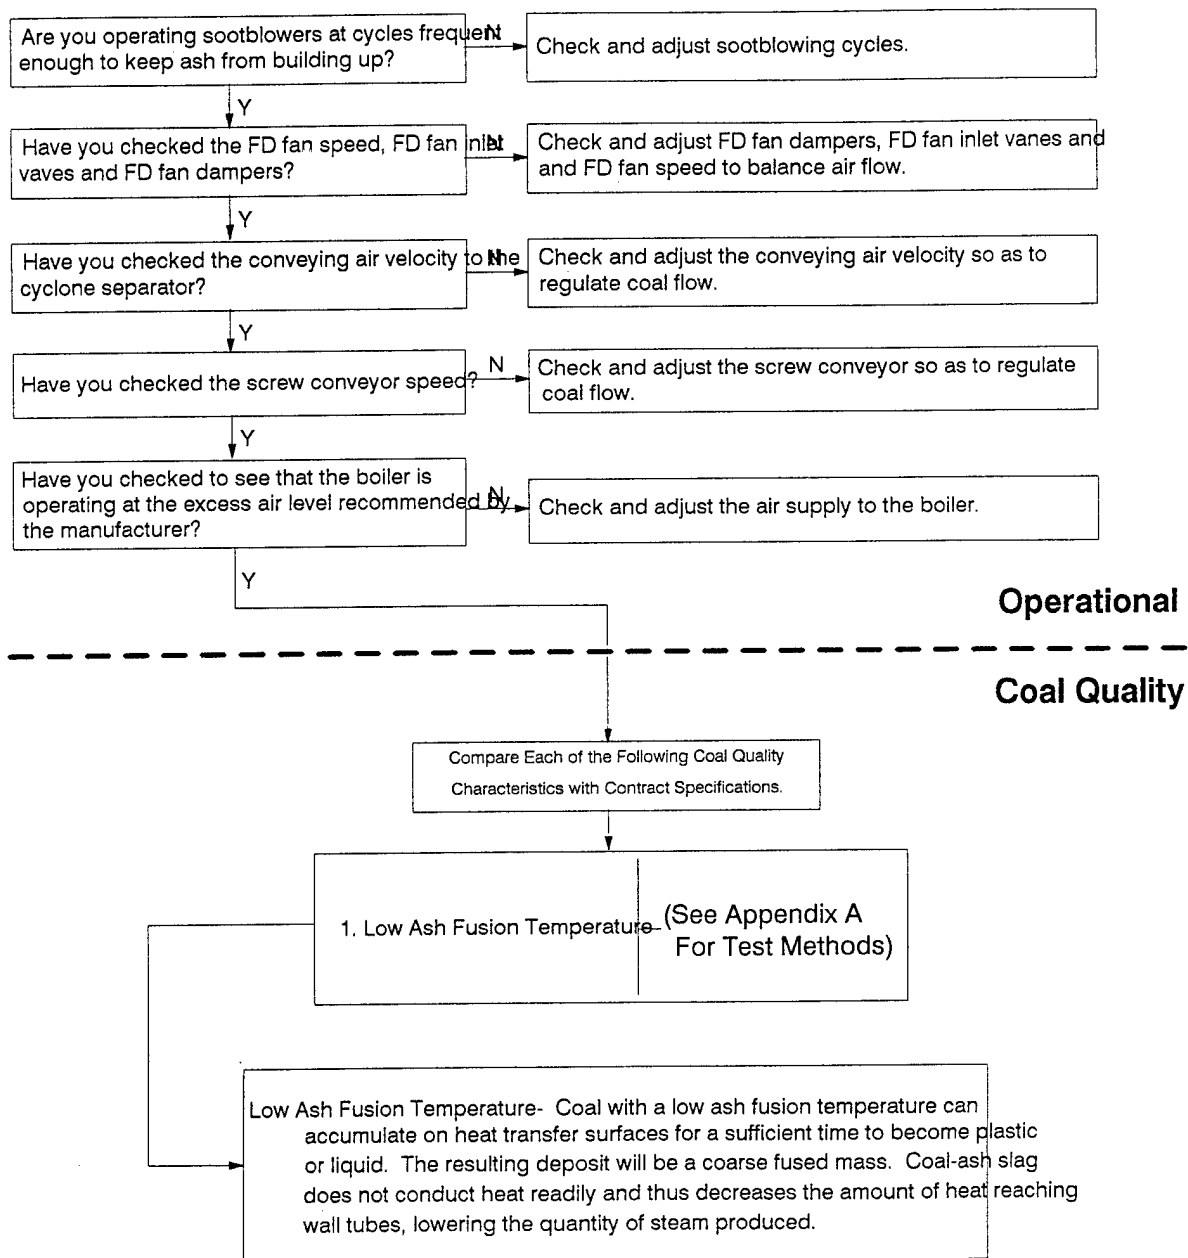 Are you operating sootblowers at cycles frequent
enough to keep ash from building up?
N
Check and adjust sootblowing cycles.
Y
Have you checked the FD fan speed, FD fan inlet
vaves and FD fan dampers?
N
Check and adjust FD fan dampers, FD fan inlet vanes and
and FD fan speed to balance air flow.
Y
Have you checked the conveying air velocity to the
cyclone separator?
N
Check and adjust the conveying air velocity so as to
regulate coal flow.
Y
Have you checked the screw conveyor speed?
N
Check and adjust the screw conveyor so as to regulate
coal flow.
Y
Have you checked to see that the boiler is
operating at the excess air level recommended by
the manufacturer?
N
Check and adjust the air supply to the boiler.
Y
Operational
Coal Quality
Compare Each of the Following Coal Quality
Characteristics with Contract Specifications.
1. Low Ash Fusion Temperature
(See Appendix A
For Test Methods)
Low Ash Fusion Temperature- Coal with a low ash fusion temperature can
accumulate on heat transfer surfaces for a sufficient time to become plastic
or liquid. The resulting deposit will be a coarse fused mass. Coal-ash slag
does not conduct heat readily and thus decreases the amount of heat reaching
wall tubes, lowering the quantity of steam produced.